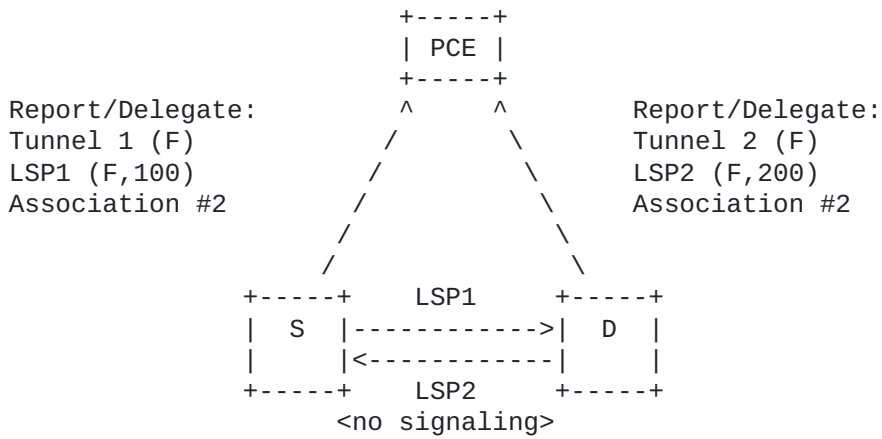 +-----+
| PCE |
+-----+
Report/Delegate: ^ ^ Report/Delegate:
Tunnel 1 (F) / \ Tunnel 2 (F)
LSP1 (F,100) / \ LSP2 (F,200)
Association #2 / \ Association #2
/ \
/ \
+-----+ LSP1 +-----+
| S |------------>| D |
| |<------------| |
+-----+ LSP2 +-----+
<no signaling>